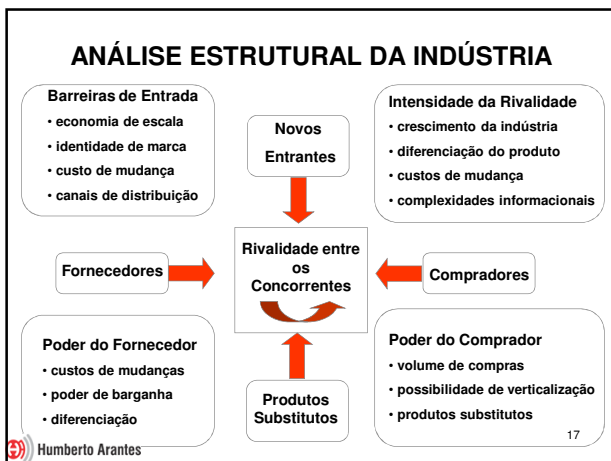 ANÁLISE ESTRUTURAL DA INDÚSTRIA
Barreiras de Entrada
• economia de escala
• identidade de marca
• custo de mudança
• canais de distribuição
Novos
Entrantes
Intensidade da Rivalidade
• crescimento da indústria
• diferenciação do produto
• custos de mudança
• complexidades informacionais
Fornecedores
Rivalidade entre
os
Concorrentes
Compradores
Poder do Fornecedor
• custos de mudanças
• poder de barganha
• diferenciação
Produtos
Substitutos
Poder do Comprador
• volume de compras
• possibilidade de verticalização
• produtos substitutos
17
Humberto Arantes